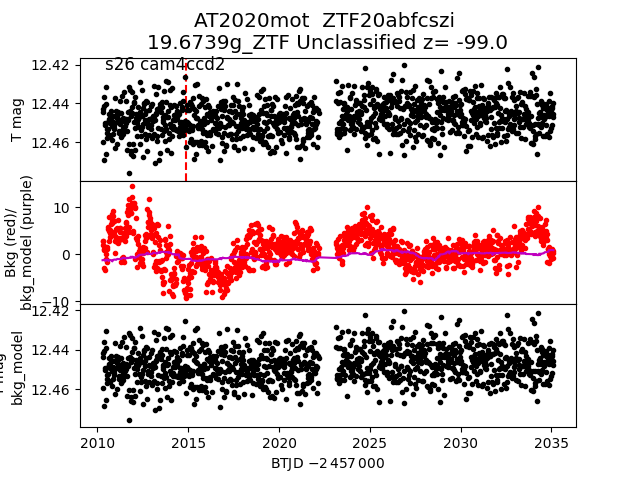 AT2020mot  ZTF20abfcszi
19.6739g_ZTF Unclassified z= -99.0
s26 cam4ccd2
12.42
12.44
12.46
T mag
10
0
−10
Bkg (red)/
bkg_model (purple)
12.42
12.44
12.46
bkg_model
2010
2015
2020
2025
2030
2035
BTJD −2 457 000